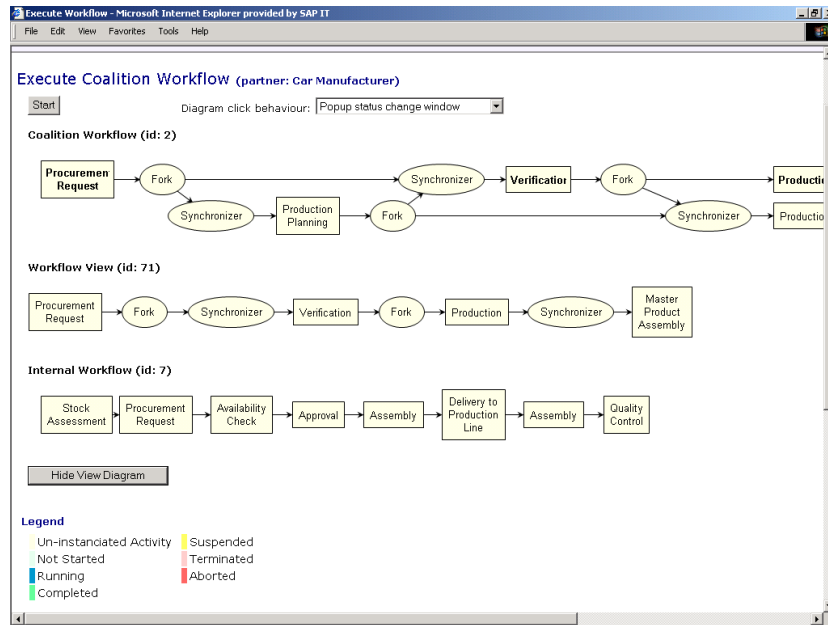 Execute Workflow - Microsoft Internet Explorer provided by SAP IT
File Edit View Favorites Tools Help
Execute Coalition Workflow (partner: Car Manufacturer)
Start
Diagram click behaviour: Popup status change window
Coalition Workflow (id: 2)
Procuremen
Request
Fork
Synchronizer
Verification
Fork
Productio
Synchronizer
Production
Planning
Fork
Synchronizer
Productio
Workflow View (id: 71)
Procurement
Request
Fork
Synchronizer
Verification
Fork
Production
Synchronizer
Master
Product
Assembly
Internal Workflow (id: 7)
Stock
Assessment
Procurement
Request
Availability
Check
Approval
Assembly
Delivery to
Production
Line
Assembly
Quality
Control
Hide View Diagram
Legend
Un-instanciated Activity
Suspended
Not Started
Terminated
Running
Aborted
Completed